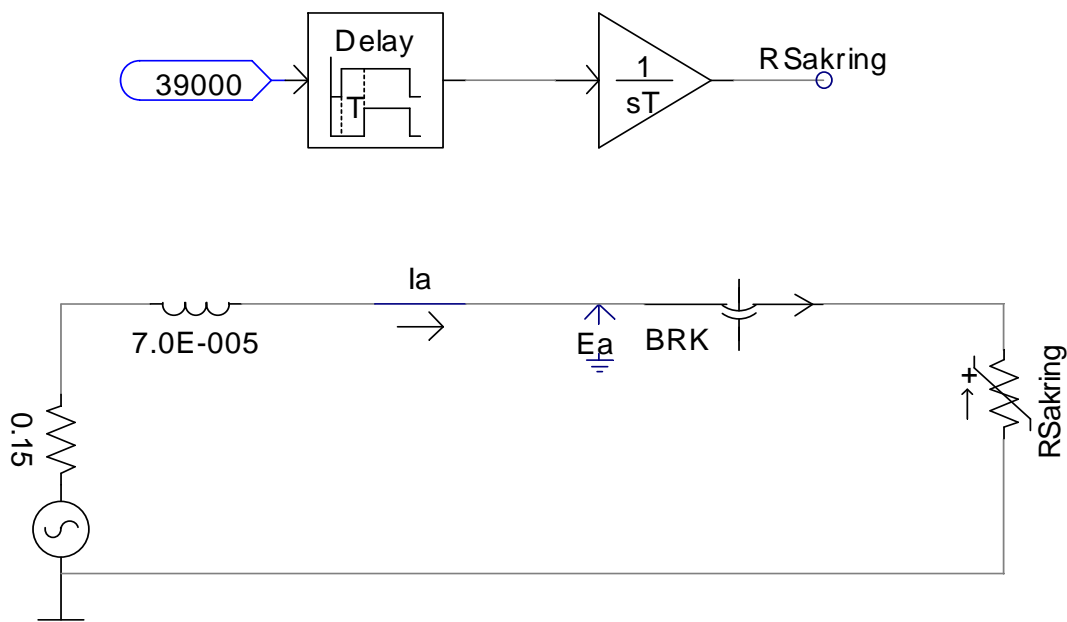 Delay
RSakring
39000
T
1
sT
Ia
7.0E-005
Ea
BRK
+
0.15
RSakring